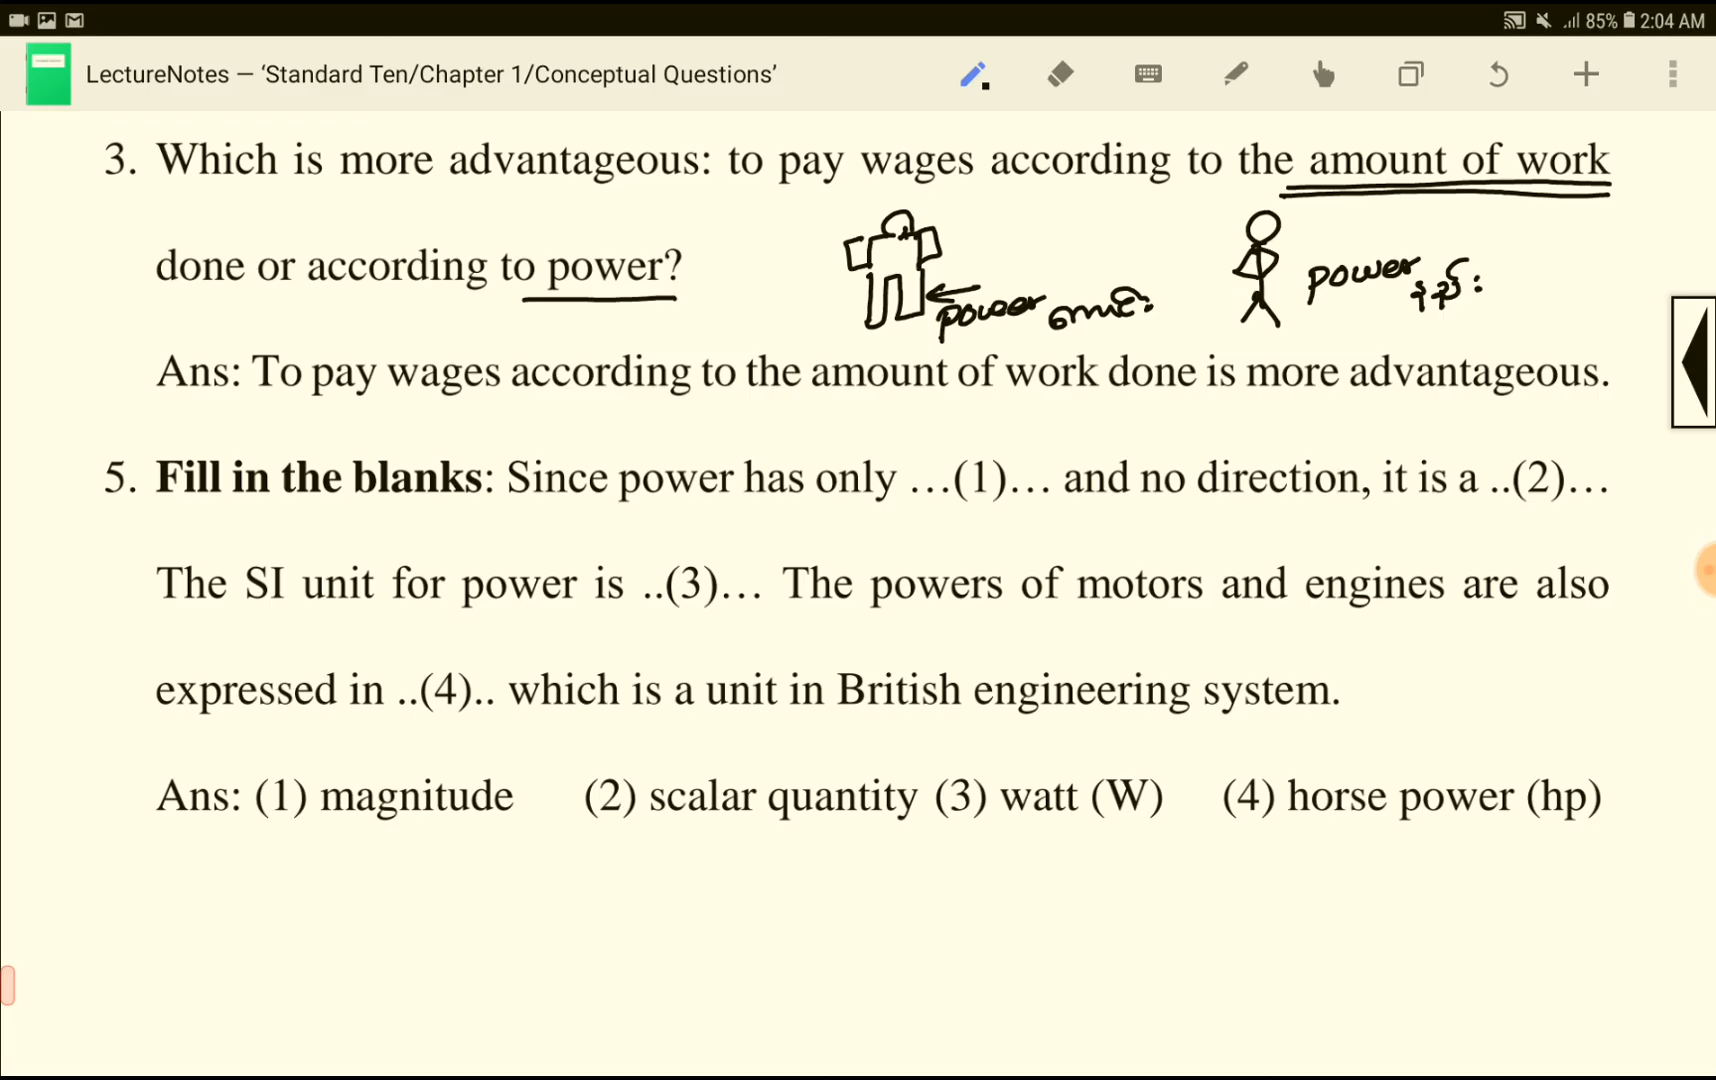 85% 2:04 AM
LectureNotes – ‘Standard Ten/Chapter 1/Conceptual Questions’
3. Which is more advantageous: to pay wages according to the amount of work
done or according to power?
power
power
Ans: To pay wages according to the amount of work done is more advantageous.
5. Fill in the blanks: Since power has only …(1)… and no direction, it is a ..(2)…
The SI unit for power is ..(3)… The powers of motors and engines are also
expressed in ..(4).. which is a unit in British engineering system.
Ans: (1) magnitude (2) scalar quantity (3) watt (W) (4) horse power (hp)